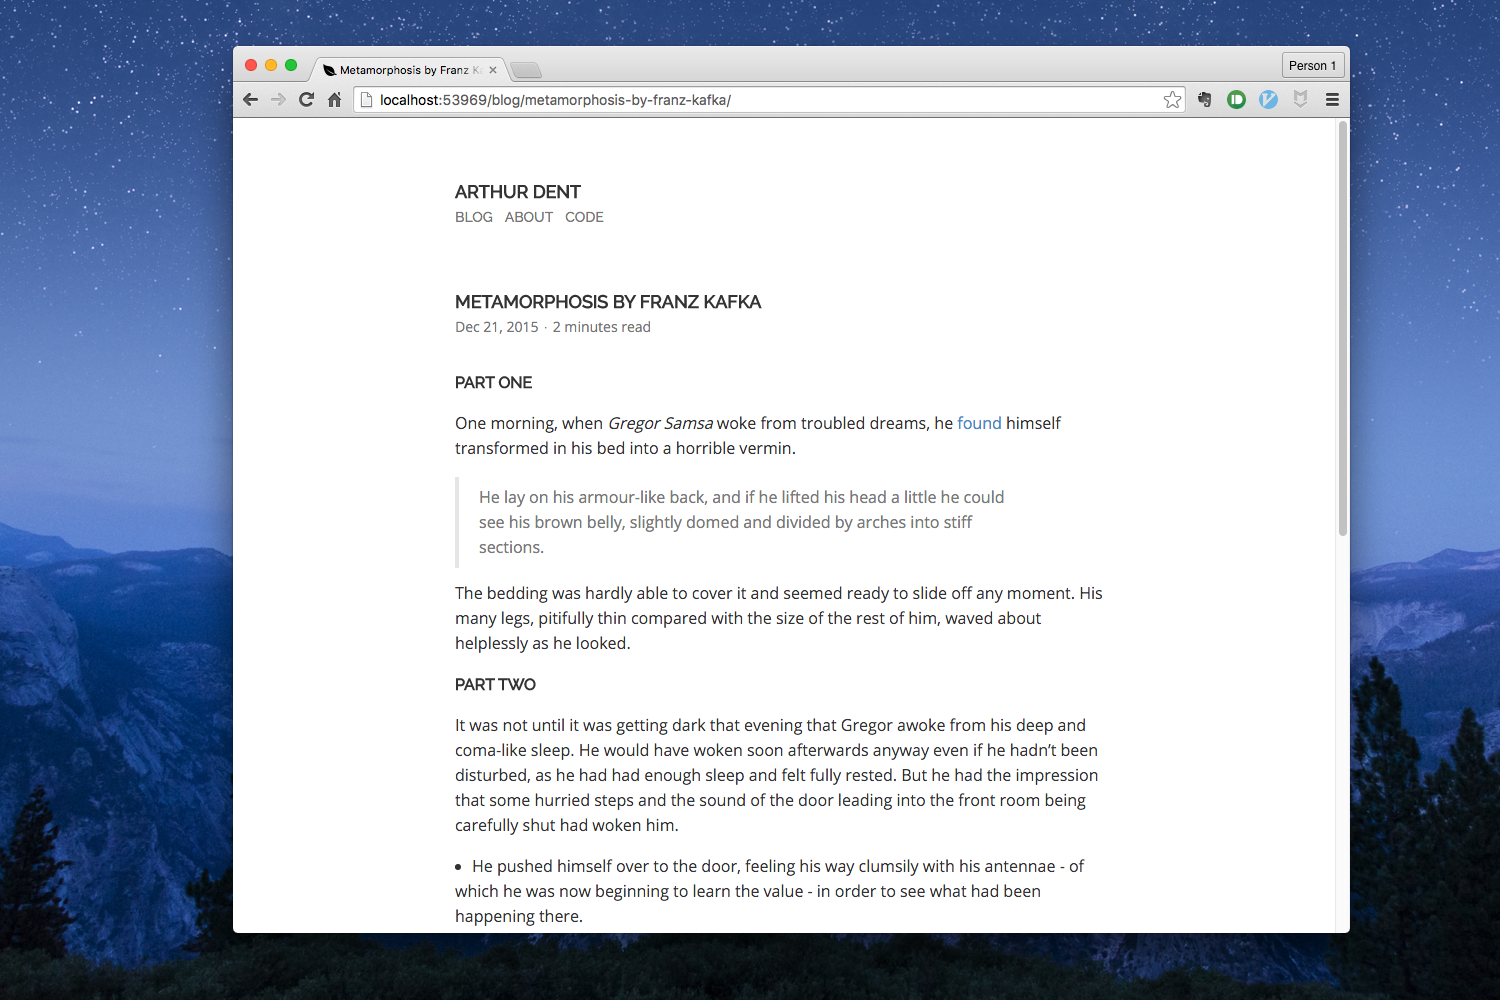 Metamorphosis by Franz K
Person 1
localhost:53969/blog/metamorphosis-by-franz-kafka/
ARTHUR DENT
BLOG ABOUT CODE
METAMORPHOSIS BY FRANZ KAFKA
Dec 21, 2015 · 2 minutes read
PART ONE
One morning, when Gregor Samsa woke from troubled dreams, he found himself
transformed in his bed into a horrible vermin.
He lay on his armour-like back, and if he lifted his head a little he could
see his brown belly, slightly domed and divided by arches into stiff
sections.
The bedding was hardly able to cover it and seemed ready to slide off any moment. His
many legs, pitifully thin compared with the size of the rest of him, waved about
helplessly as he looked.
PART TWO
It was not until it was getting dark that evening that Gregor awoke from his deep and
coma-like sleep. He would have woken soon afterwards anyway even if he hadn’t been
disturbed, as he had had enough sleep and felt fully rested. But he had the impression
that some hurried steps and the sound of the door leading into the front room being
carefully shut had woken him.
• He pushed himself over to the door, feeling his way clumsily with his antennae - of
which he was now beginning to learn the value - in order to see what had been
happening there.